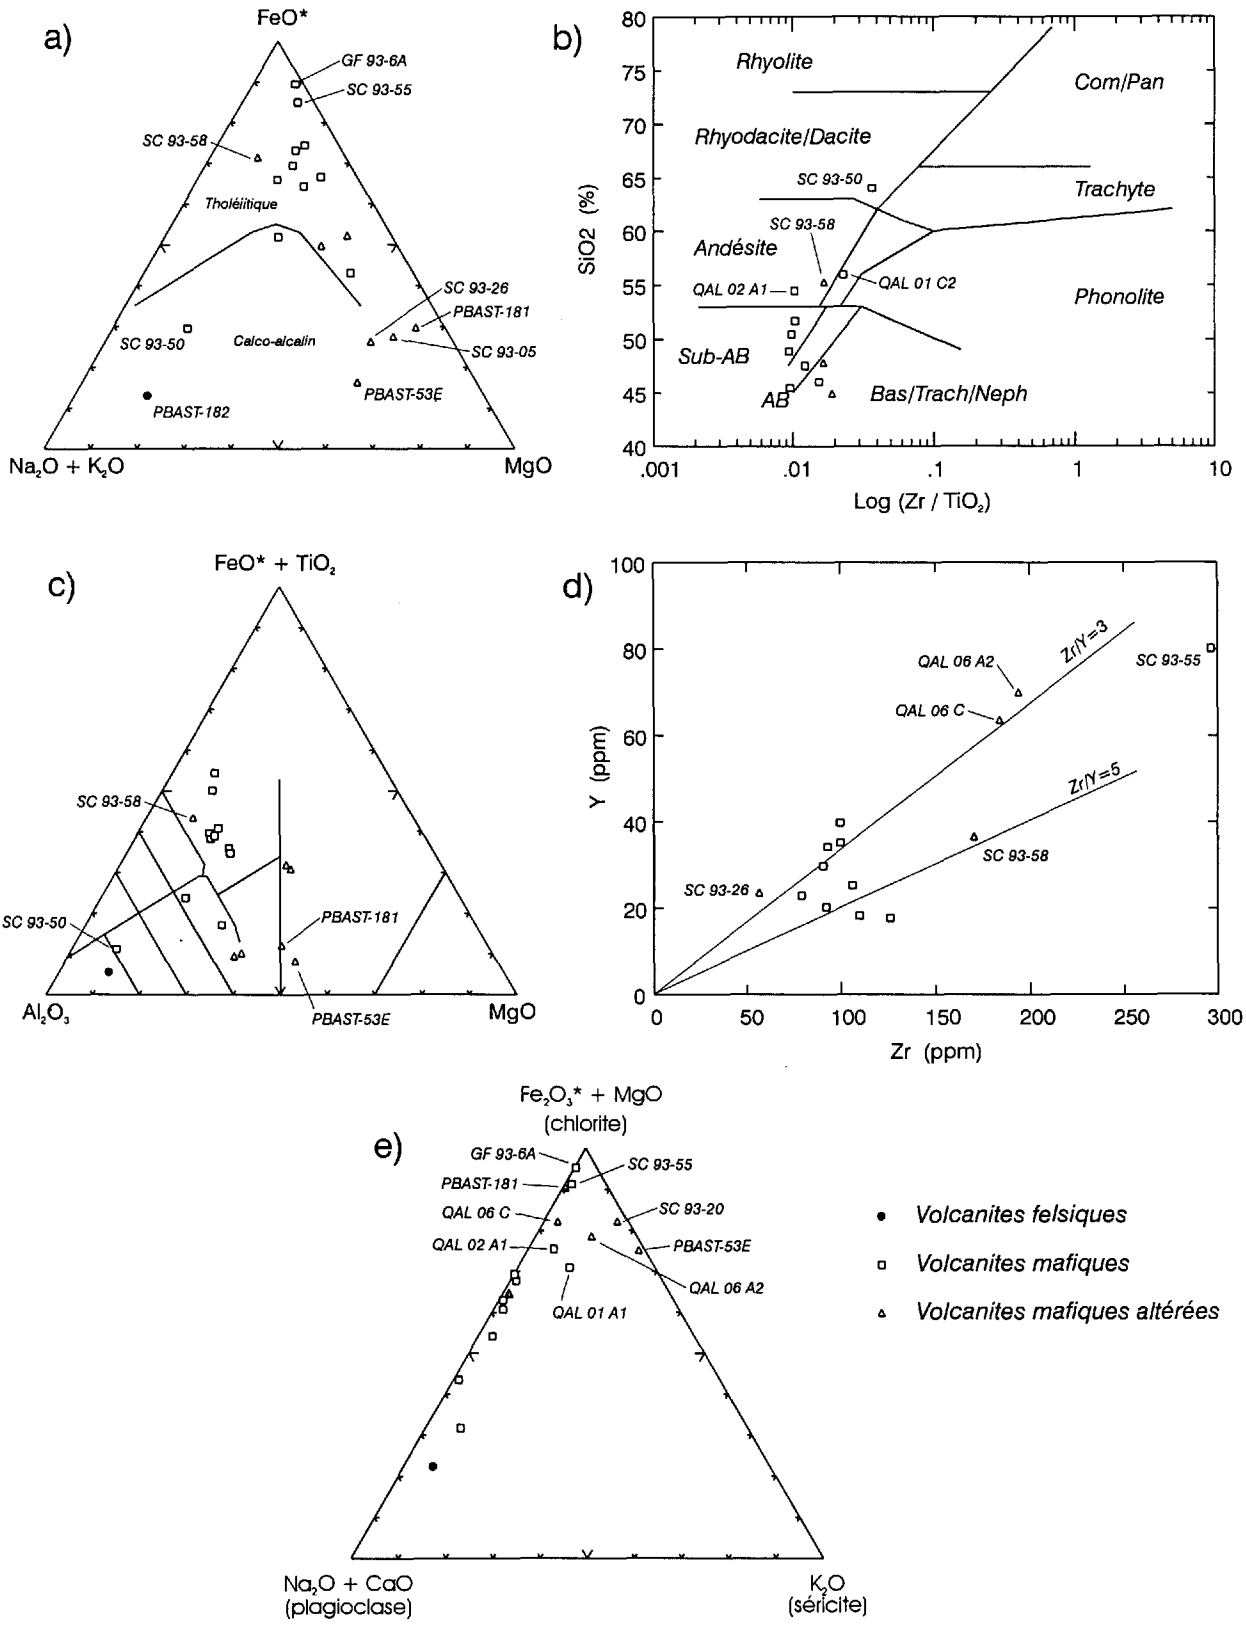 a)
FeO*
GF 93-6A
SC 93-55
SC 93-58
Tholéiitique
SC 93-26
PBAST-181
SC 93-50
Calco-alcalin
SC 93-05
PBAST-53E
PBAST-182
Na₂O + K₂O
MgO
b)
80
75
70
65
60
55
50
45
40
SiO2 (%)
Rhyolite
Com/Pan
Rhyodacite/Dacite
SC 93-50
Trachyte
SC 93-58
Andésite
QAL 02 A1
QAL 01 C2
Phonolite
Sub-AB
AB
Bas/Trach/Neph
.001
.01
.1
1
10
Log (Zr / TiO₂)
c)
FeO* + TiO₂
SC 93-58
SC 93-50
PBAST-181
Al₂O₃
MgO
PBAST-53E
d)
100
80
60
40
20
0
Y (ppm)
Zr/Y=3
QAL 06 A2
SC 93-55
QAL 06 C
Zr/Y=5
SC 93-58
SC 93-26
0
50
100
150
200
250
300
Zr (ppm)
e)
Fe₂O₃* + MgO
(chlorite)
GF 93-6A
SC 93-55
PBAST-181
QAL 06 C
SC 93-20
QAL 02 A1
PBAST-53E
QAL 06 A2
QAL 01 A1
Na₂O + CaO
(plagioclase)
K₂O
(séricite)
Volcanites felsiques
Volcanites mafiques
Volcanites mafiques altérées